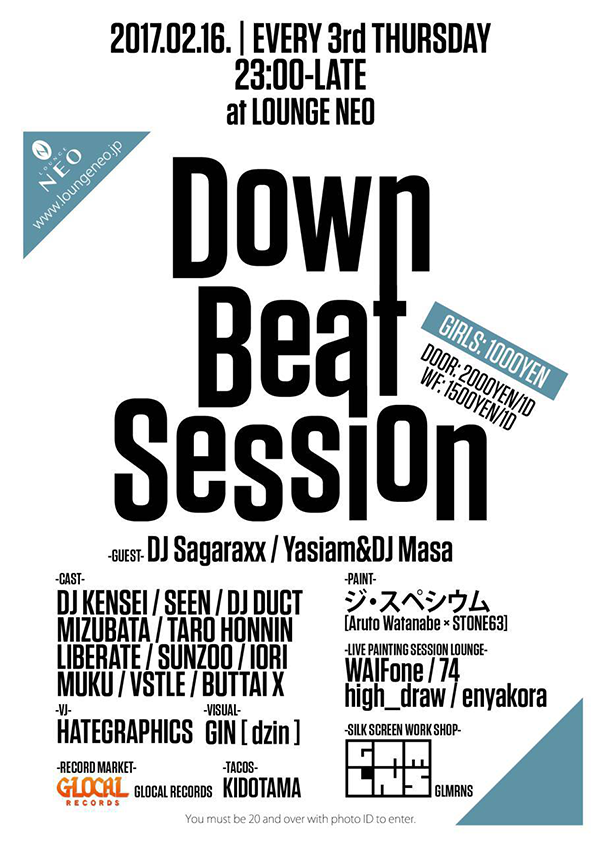 2017.02.16. | EVERY 3rd THURSDAY
23:00-LATE
at LOUNGE NEO
LOUNGE
NEO
www.loungeneo.jp
Down
Beat
Session
GIRLS: 1000YEN
DOOR: 2000YEN/1D
WF: 1500YEN/1D
-GUEST- DJ Sagaraxx / Yasiam&DJ Masa
-CAST-
DJ KENSEI / SEEN / DJ DUCT
MIZUBATA / TARO HONNIN
LIBERATE / SUNZOO / IORI
MUKU / VSTLE / BUTTAI X
-VJ-
HATEGRAPHICS
-VISUAL-
GIN [ dzin ]
-RECORD MARKET-
GLOCAL
RECORDS
GLOCAL RECORDS
-TACOS-
KIDOTAMA
-PAINT-
ジ・スペシウム
[Aruto Watanabe × STONE63]
-LIVE PAINTING SESSION LOUNGE-
WAIFone / 74
high_draw / enyakora
-SILK SCREEN WORK SHOP-
GLMRNS
You must be 20 and over with photo ID to enter.